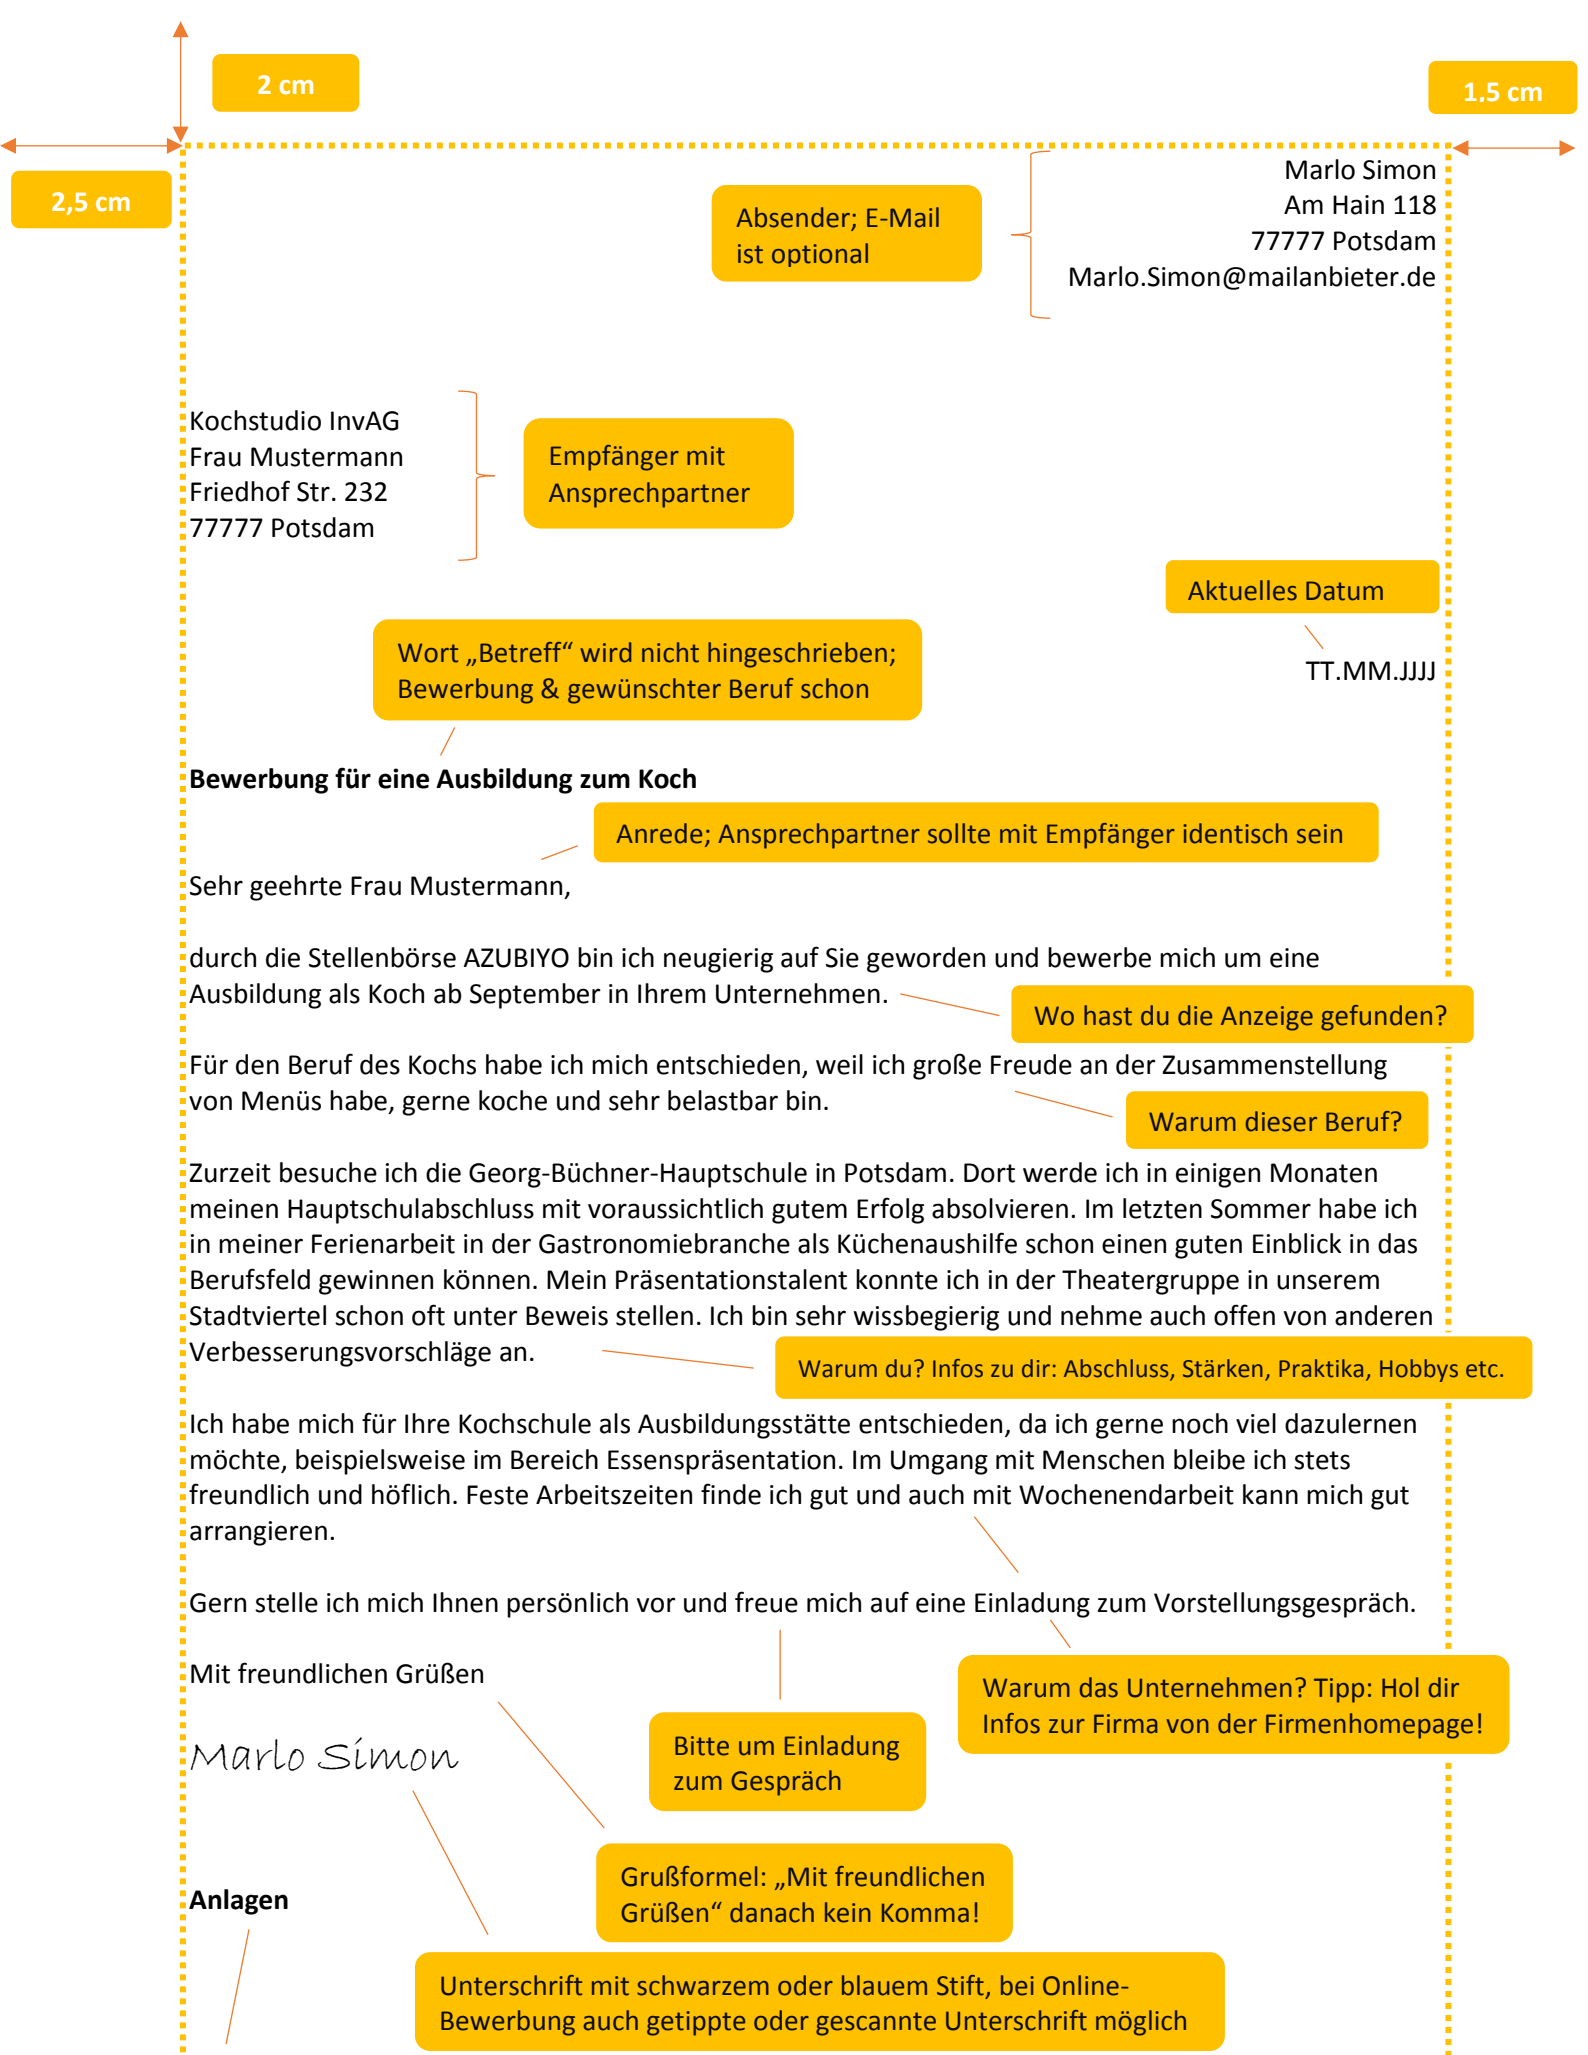 2 cm
1,5 cm
2,5 cm
Absender; E-Mail
ist optional
Marlo Simon
Am Hain 118
77777 Potsdam
Marlo.Simon@mailanbieter.de
Kochstudio InvAG
Frau Mustermann
Friedhof Str. 232
77777 Potsdam
Empfänger mit
Ansprechpartner
Aktuelles Datum
TT.MM.JJJJ
Wort „Betreff“ wird nicht hingeschrieben;
Bewerbung & gewünschter Beruf schon
Bewerbung für eine Ausbildung zum Koch
Anrede; Ansprechpartner sollte mit Empfänger identisch sein
Sehr geehrte Frau Mustermann,
durch die Stellenbörse AZUBIYO bin ich neugierig auf Sie geworden und bewerbe mich um eine
Ausbildung als Koch ab September in Ihrem Unternehmen.
Wo hast du die Anzeige gefunden?
Für den Beruf des Kochs habe ich mich entschieden, weil ich große Freude an der Zusammenstellung
von Menüs habe, gerne koche und sehr belastbar bin.
Warum dieser Beruf?
Zurzeit besuche ich die Georg-Büchner-Hauptschule in Potsdam. Dort werde ich in einigen Monaten
meinen Hauptschulabschluss mit voraussichtlich gutem Erfolg absolvieren. Im letzten Sommer habe ich
in meiner Ferienarbeit in der Gastronomiebranche als Küchenaushilfe schon einen guten Einblick in das
Berufsfeld gewinnen können. Mein Präsentationstalent konnte ich in der Theatergruppe in unserem
Stadtviertel schon oft unter Beweis stellen. Ich bin sehr wissbegierig und nehme auch offen von anderen
Verbesserungsvorschläge an.
Warum du? Infos zu dir: Abschluss, Stärken, Praktika, Hobbys etc.
Ich habe mich für Ihre Kochschule als Ausbildungsstätte entschieden, da ich gerne noch viel dazulernen
möchte, beispielsweise im Bereich Essenspräsentation. Im Umgang mit Menschen bleibe ich stets
freundlich und höflich. Feste Arbeitszeiten finde ich gut und auch mit Wochenendarbeit kann mich gut
arrangieren.
Gern stelle ich mich Ihnen persönlich vor und freue mich auf eine Einladung zum Vorstellungsgespräch.
Mit freundlichen Grüßen
Warum das Unternehmen? Tipp: Hol dir
Infos zur Firma von der Firmenhomepage!
Marlo Simon
Bitte um Einladung
zum Gespräch
Grußformel: „Mit freundlichen
Grüßen“ danach kein Komma!
Anlagen
Unterschrift mit schwarzem oder blauem Stift, bei Online-
Bewerbung auch getippte oder gescannte Unterschrift möglich